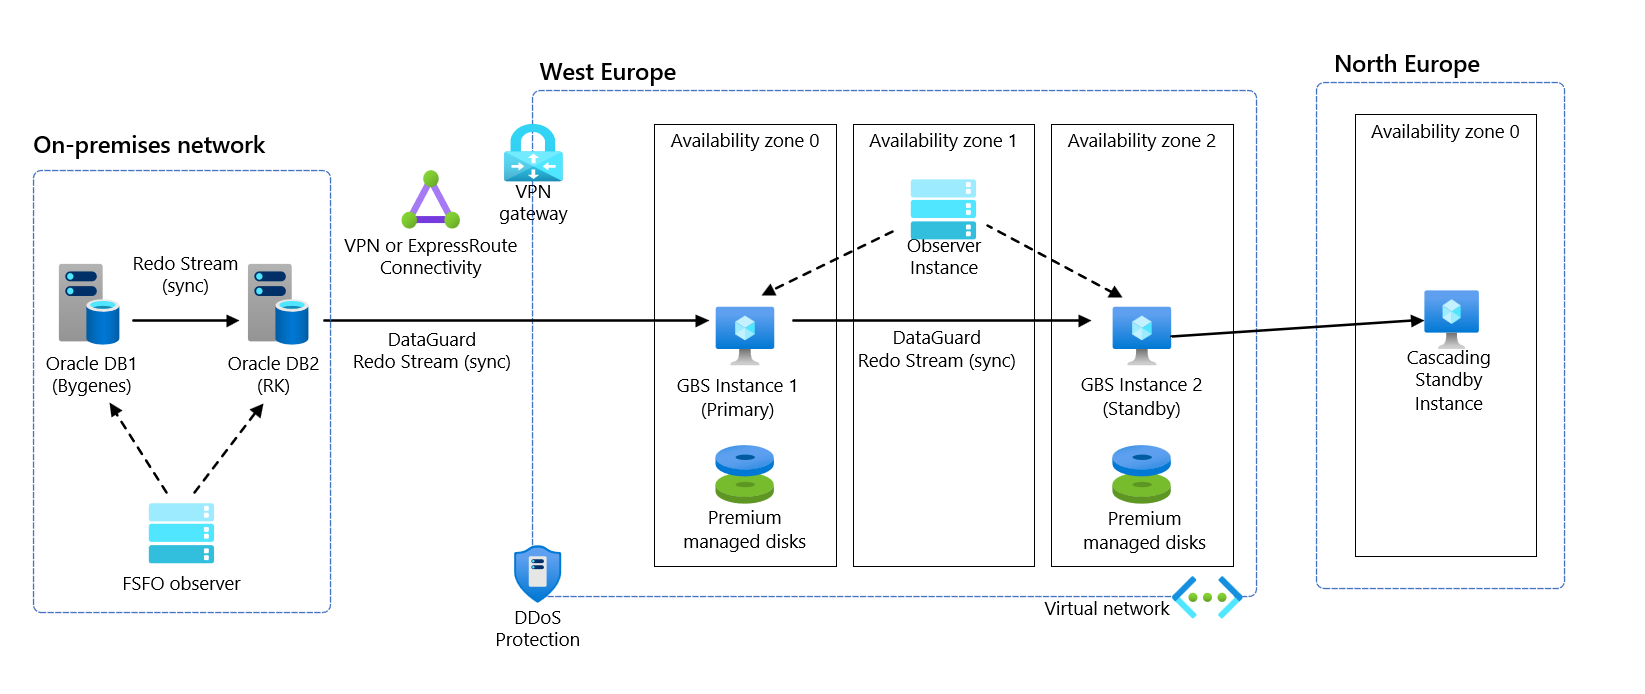 North Europe
West Europe
On-premises network
Availability zone 0
Availability zone 1
Availability zone 2
Availability zone 0
VPN
gateway
VPN or ExpressRoute
Connectivity
Observer
Instance
Redo Stream
(sync)
DataGuard
Redo Stream (sync)
DataGuard
Redo Stream (sync)
Oracle DB1
(Bygenes)
Oracle DB2
(RK)
GBS Instance 1
(Primary)
GBS Instance 2
(Standby)
Cascading
Standby
Instance
Premium
managed disks
Premium
managed disks
FSFO observer
DDoS
Protection
Virtual network